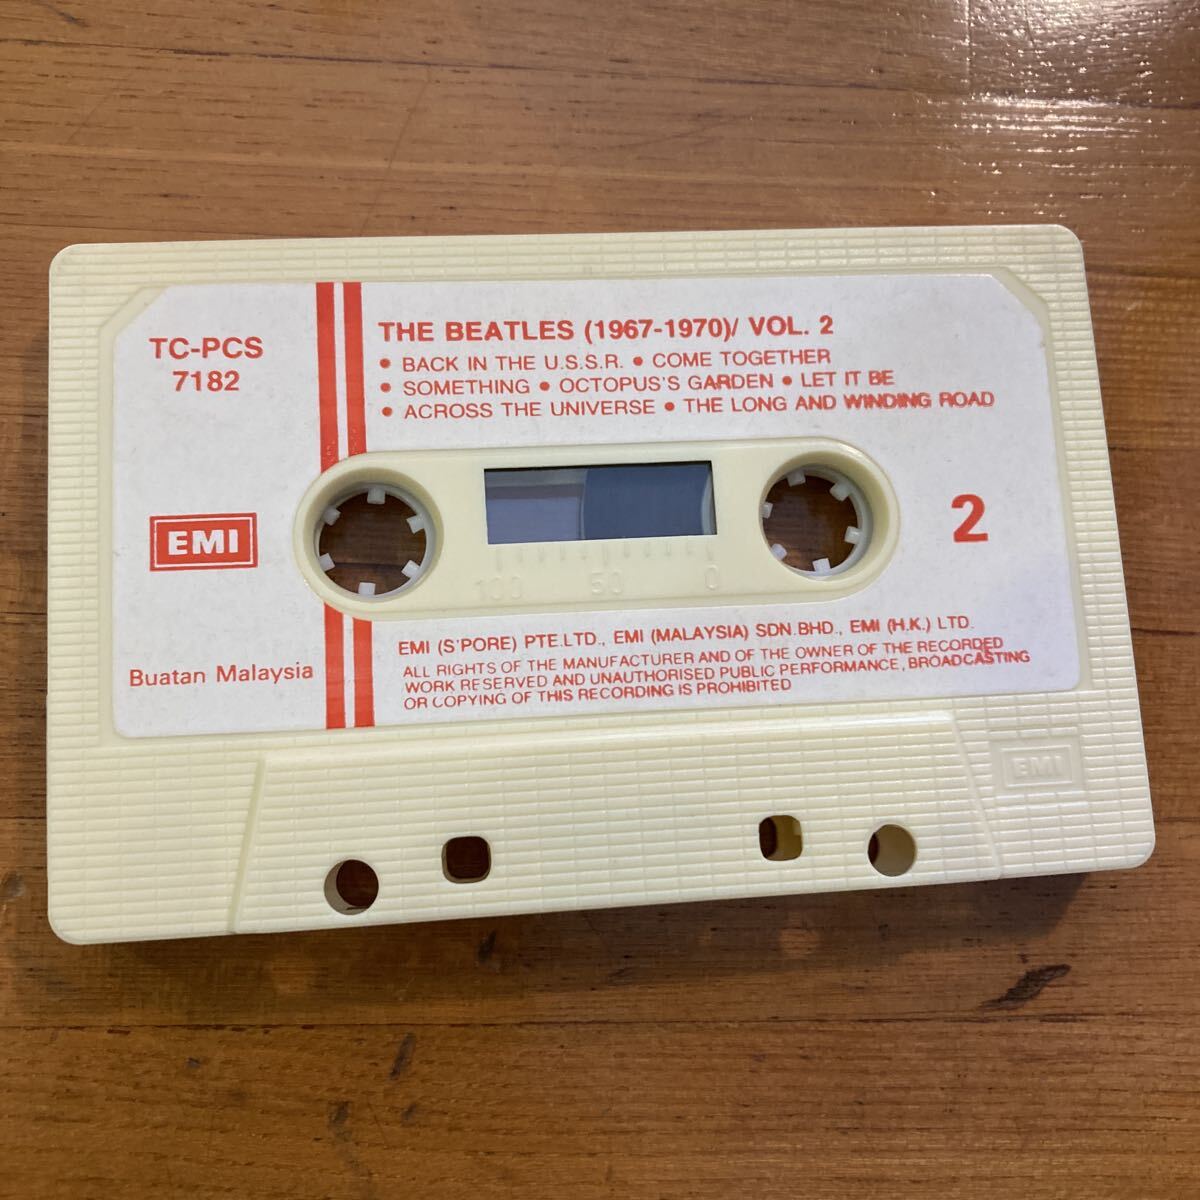 TC-PCS
7182
THE BEATLES (1967-1970)/ VOL. 2
• BACK IN THE U.S.S.R. • COME TOGETHER
• SOMETHING • OCTOPUS'S GARDEN • LET IT BE
• ACROSS THE UNIVERSE • THE LONG AND WINDING ROAD
EMI
2
100 50 0
Buatan Malaysia
EMI (S'PORE) PTE.LTD., EMI (MALAYSIA) SDN.BHD., EMI (H.K.) LTD.
ALL RIGHTS OF THE MANUFACTURER AND OF THE OWNER OF THE RECORDED
WORK RESERVED AND UNAUTHORISED PUBLIC PERFORMANCE, BROADCASTING
OR COPYING OF THIS RECORDING IS PROHIBITED
EMI